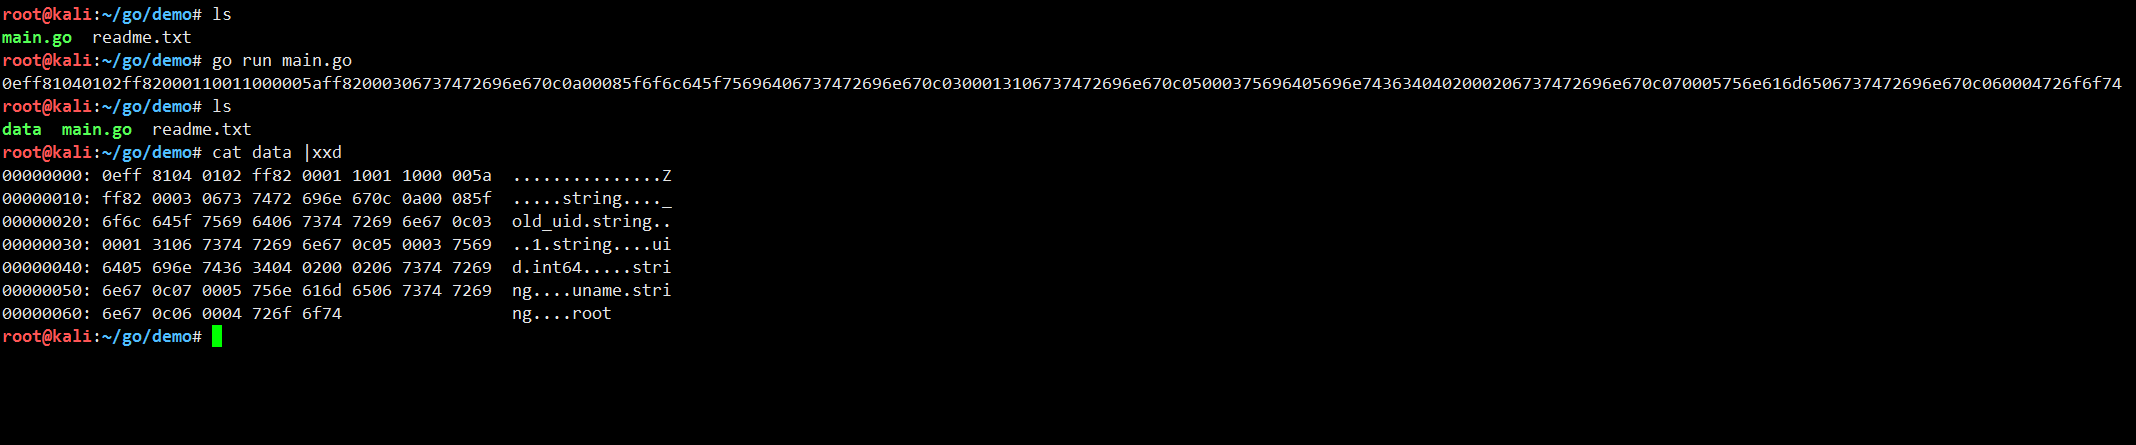 root@kali:~/go/demo# ls
main.go  readme.txt
root@kali:~/go/demo# go run main.go
0eff81040102ff82000110011000005aff82000306737472696e670c0a00085f6f6c645f75696406737472696e670c0300013106737472696e670c05000375696405696e7436340402000206737472696e670c070005756e616d6506737472696e670c060004726f6f74
root@kali:~/go/demo# ls
data  main.go  readme.txt
root@kali:~/go/demo# cat data |xxd
00000000: 0eff 8104 0102 ff82 0001 1001 1000 005a  ...............Z
00000010: ff82 0003 0673 7472 696e 670c 0a00 085f  .....string...._
00000020: 6f6c 645f 7569 6406 7374 7269 6e67 0c03  old_uid.string..
00000030: 0001 3106 7374 7269 6e67 0c05 0003 7569  ..1.string....ui
00000040: 6405 696e 7436 3404 0200 0206 7374 7269  d.int64.....stri
00000050: 6e67 0c07 0005 756e 616d 6506 7374 7269  ng....uname.stri
00000060: 6e67 0c06 0004 726f 6f74                 ng....root
root@kali:~/go/demo#